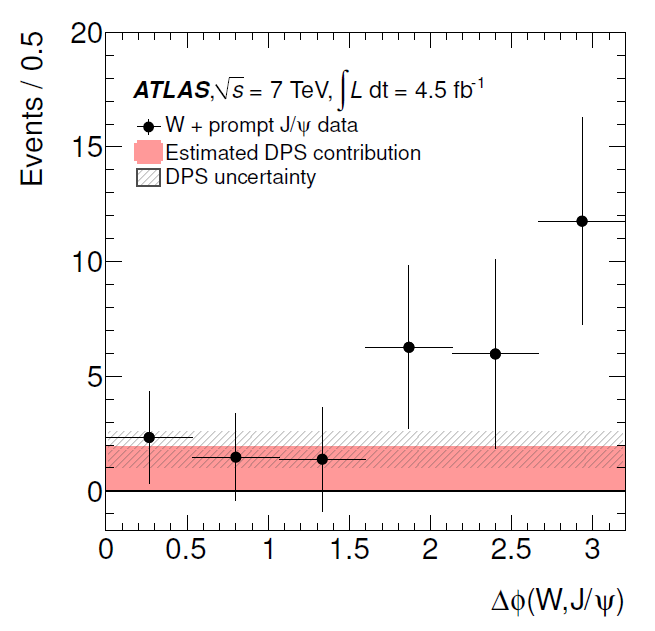 Events / 0.5
20
15
10
5
0
ATLAS, √s = 7 TeV, ∫L dt = 4.5 fb⁻¹
W + prompt J/ψ data
Estimated DPS contribution
DPS uncertainty
0 0.5 1 1.5 2 2.5 3
Δϕ(W,J/ψ)